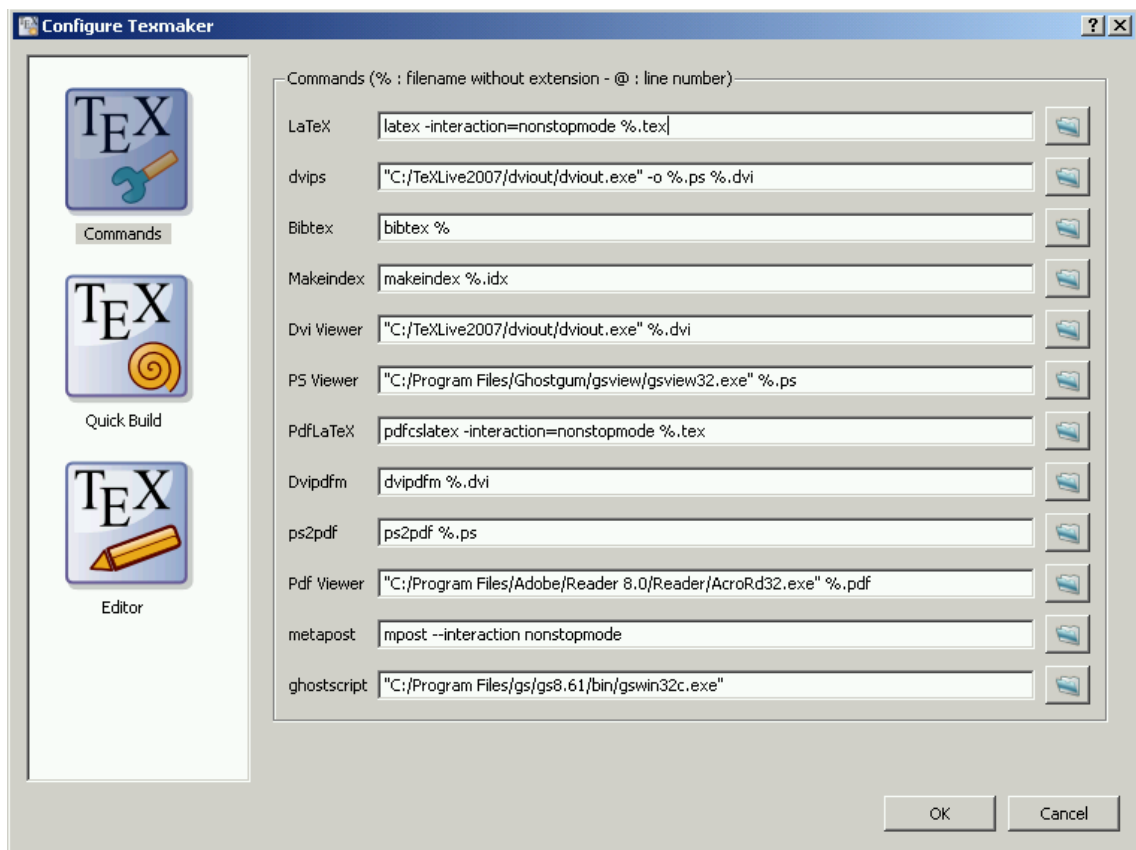 Configure Texmaker
TEX
Commands
TEX
Quick Build
TEX
Editor
Commands (% : filename without extension - @ : line number)
LaTeX latex -interaction=nonstopmode %.tex
dvips "C:/TeXLive2007/dviout/dviout.exe" -o %.ps %.dvi
Bibtex bibtex %
Makeindex makeindex %.idx
Dvi Viewer "C:/TeXLive2007/dviout/dviout.exe" %.dvi
PS Viewer "C:/Program Files/Ghostgum/gsview/gsview32.exe" %.ps
PdfLaTeX pdfcslatex -interaction=nonstopmode %.tex
Dvipdfm dvipdfm %.dvi
ps2pdf ps2pdf %.ps
Pdf Viewer "C:/Program Files/Adobe/Reader 8.0/Reader/AcroRd32.exe" %.pdf
metapost mpost --interaction nonstopmode
ghostscript "C:/Program Files/gs/gs8.61/bin/gswin32c.exe"
OK Cancel